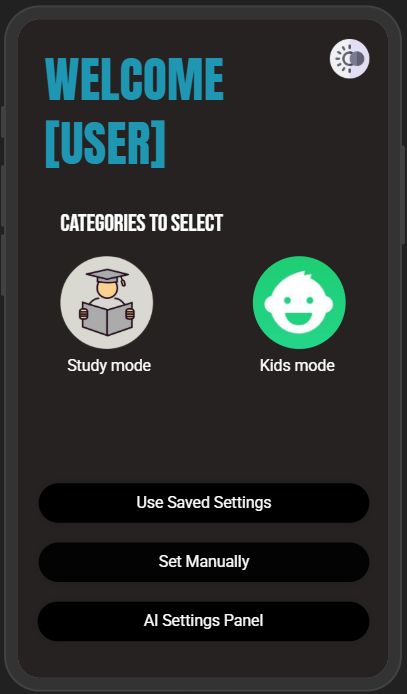 WELCOME
[USER]
CATEGORIES TO SELECT
Study mode
Kids mode
Use Saved Settings
Set Manually
AI Settings Panel